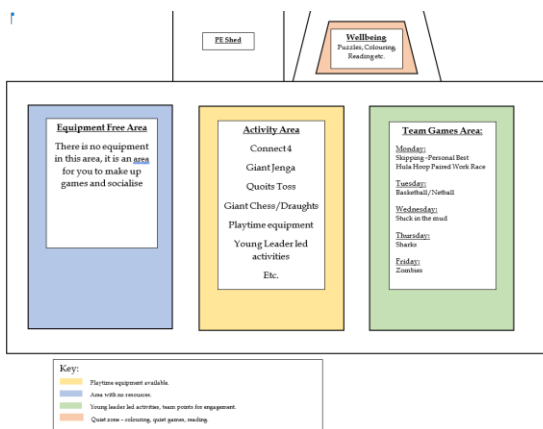 PE Shed
Wellbeing
Puzzles, Colouring,
Reading etc.
Equipment Free Area
There is no equipment
in this area, it is an area
for you to make up
games and socialise
Activity Area
Connect 4
Giant Jenga
Quoits Toss
Giant Chess/Draughts
Playtime equipment
Young Leader led
activities
Etc.
Team Games Area:
Monday:
Skipping -Personal Best
Hula Hoop Paired Work Race
Tuesday:
Basketball/Netball
Wednesday:
Stuck in the mud
Thursday:
Sharks
Friday:
Zombies
Key:
Playtime equipment available.
Area with no resources.
Young leader led activities, team points for engagement.
Quiet zone – colouring, quiet games, reading.